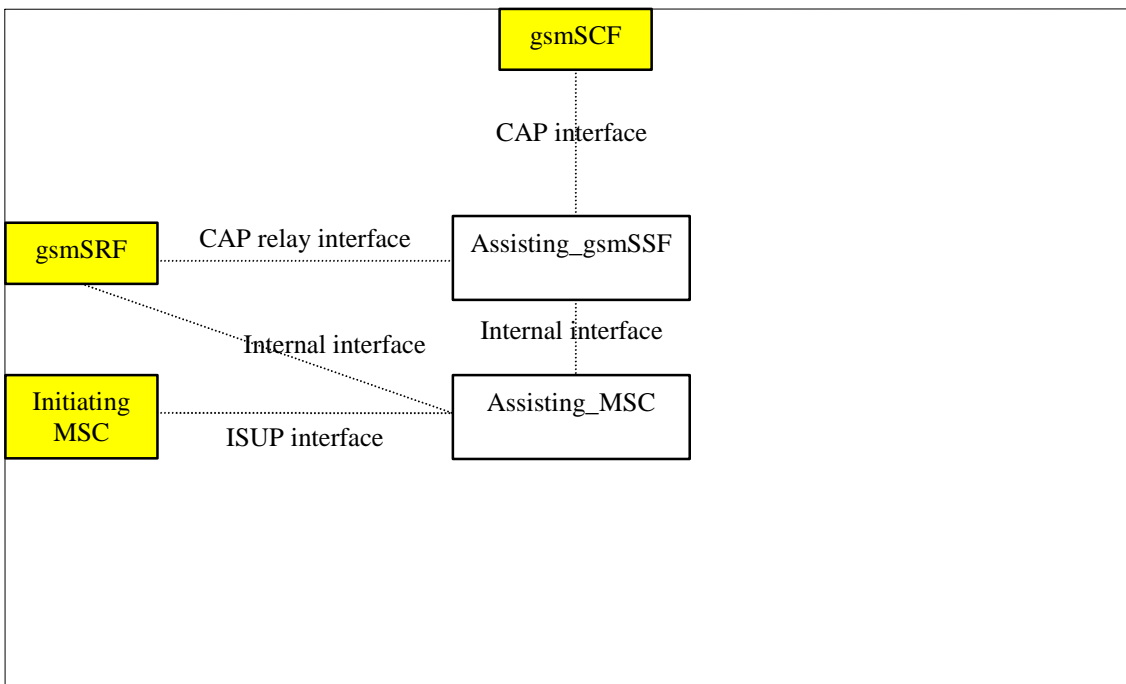 gsmSCF
CAP interface
gsmSRF
CAP relay interface
Assisting_gsmSSF
Internal interface
Internal interface
Initiating
MSC
ISUP interface
Assisting_MSC